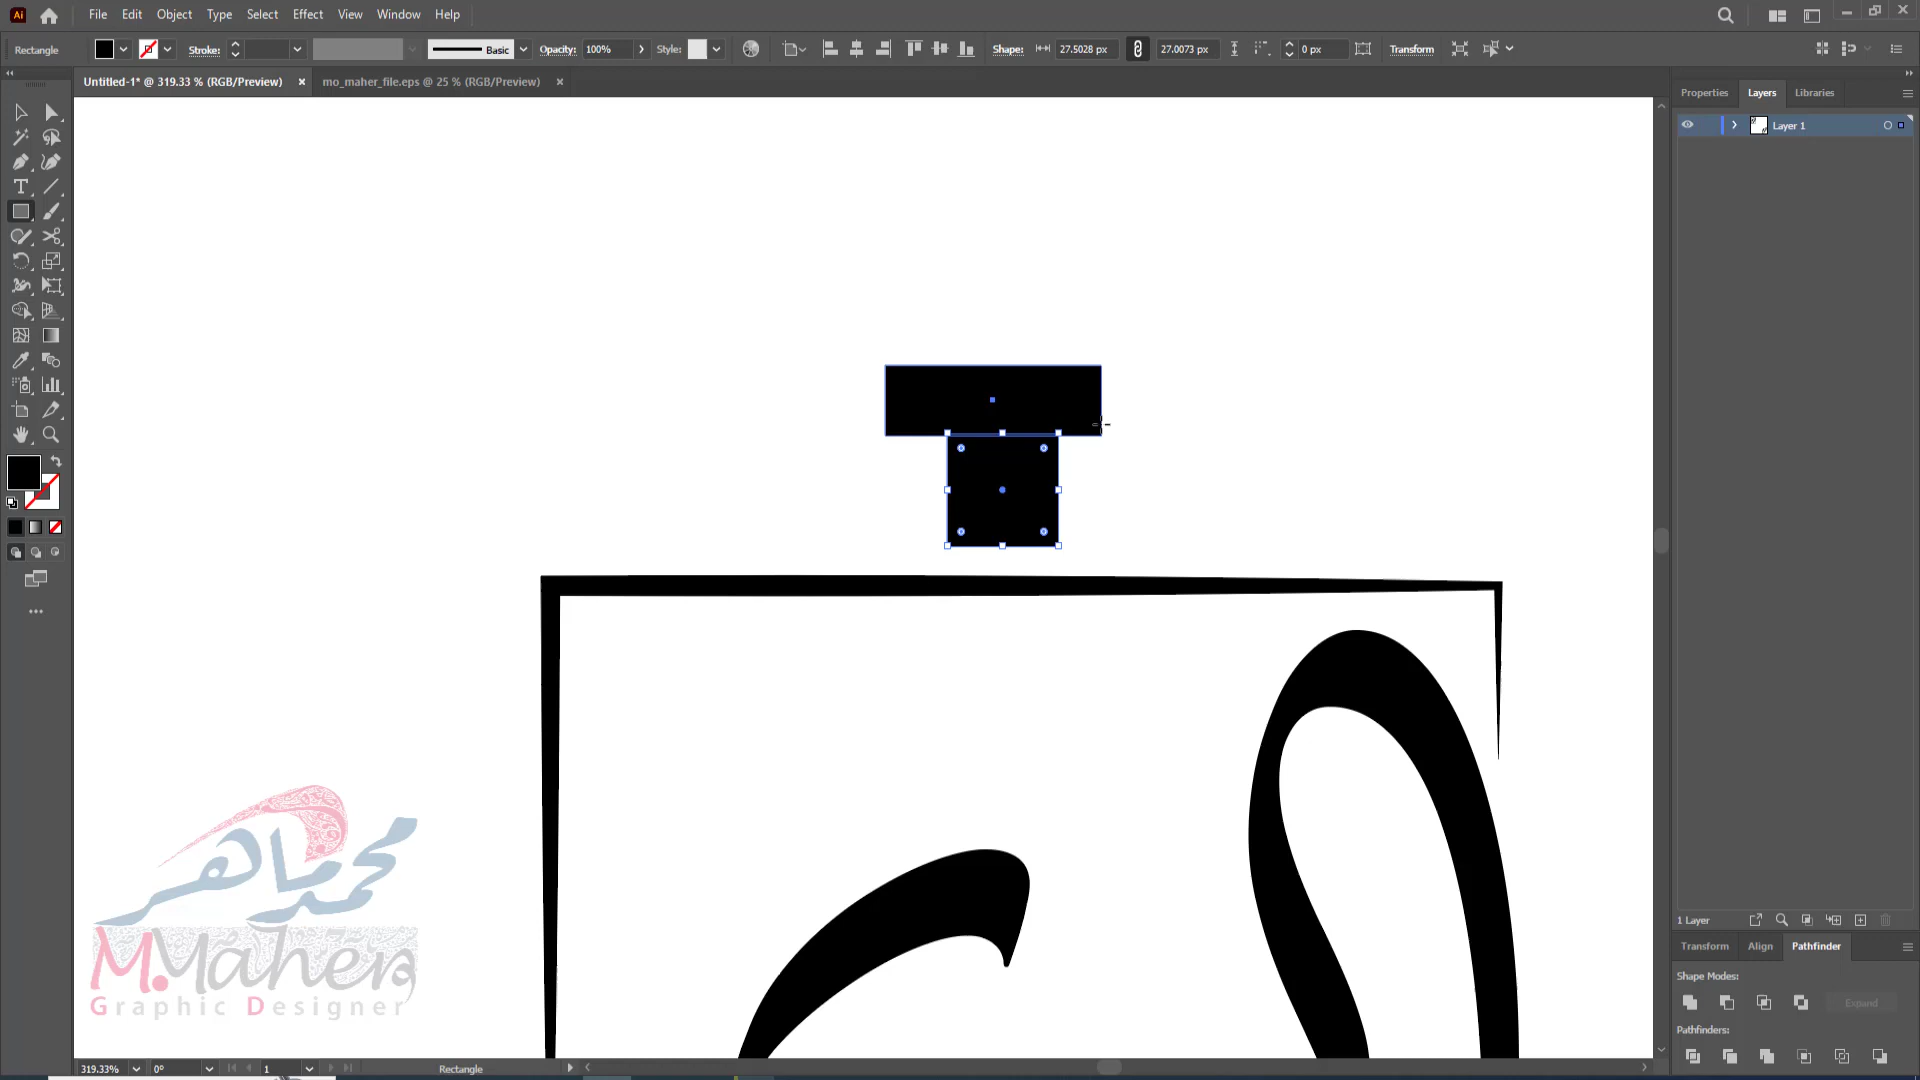 File Edit Object Type Select Effect View Window Help
Rectangle Stroke: Basic Opacity: 100% Style: Shape: 27.5028 px 27.0073 px 0 px Transform
Untitled-1* @ 319.33 % (RGB/Preview) × mo_maher_file.eps @ 25 % (RGB/Preview) ×
Properties Layers Libraries
Layer 1
محمد ماهر
M.Maher
Graphic Designer
1 Layer
Transform Align Pathfinder
Shape Modes:
Expand
Pathfinders:
319.33% 0° 1 Rectangle